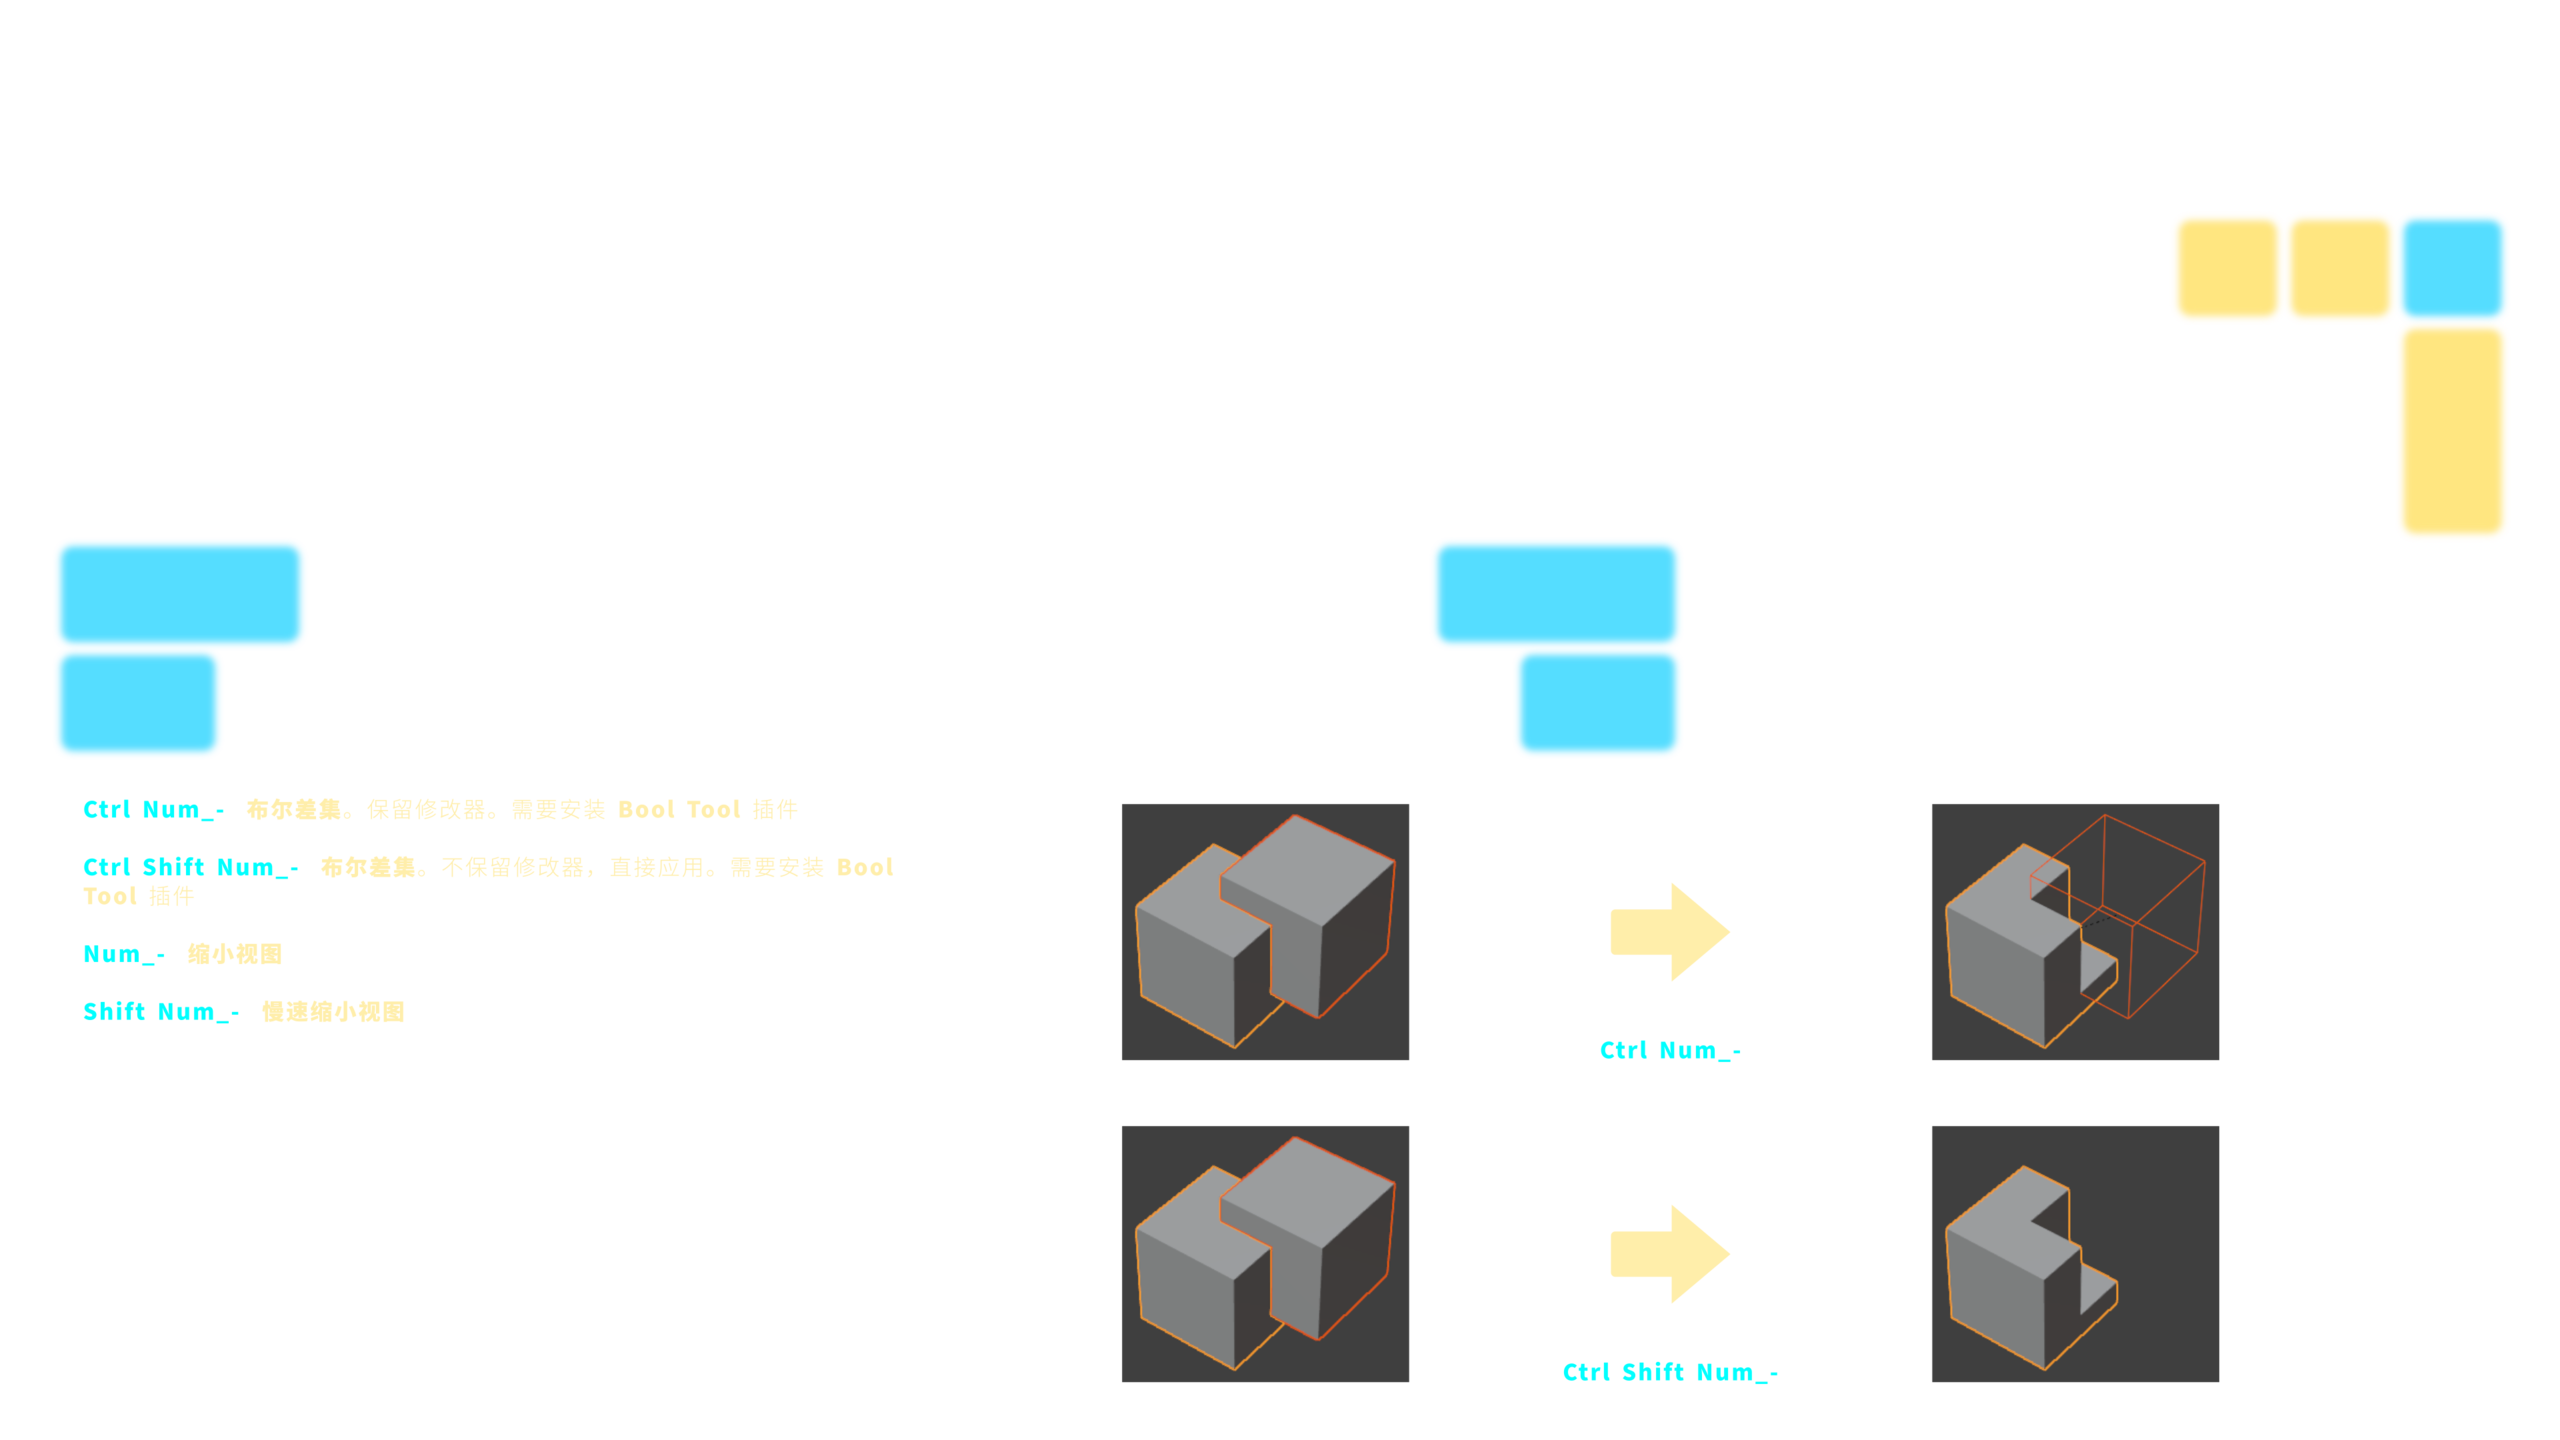 Ctrl Num_- 布尔差集。保留修改器。需要安装 Bool Tool 插件
Ctrl Shift Num_- 布尔差集。不保留修改器，直接应用。需要安装 Bool
Tool 插件
Num_- 缩小视图
Shift Num_- 慢速缩小视图
Ctrl Num_-
Ctrl Shift Num_-